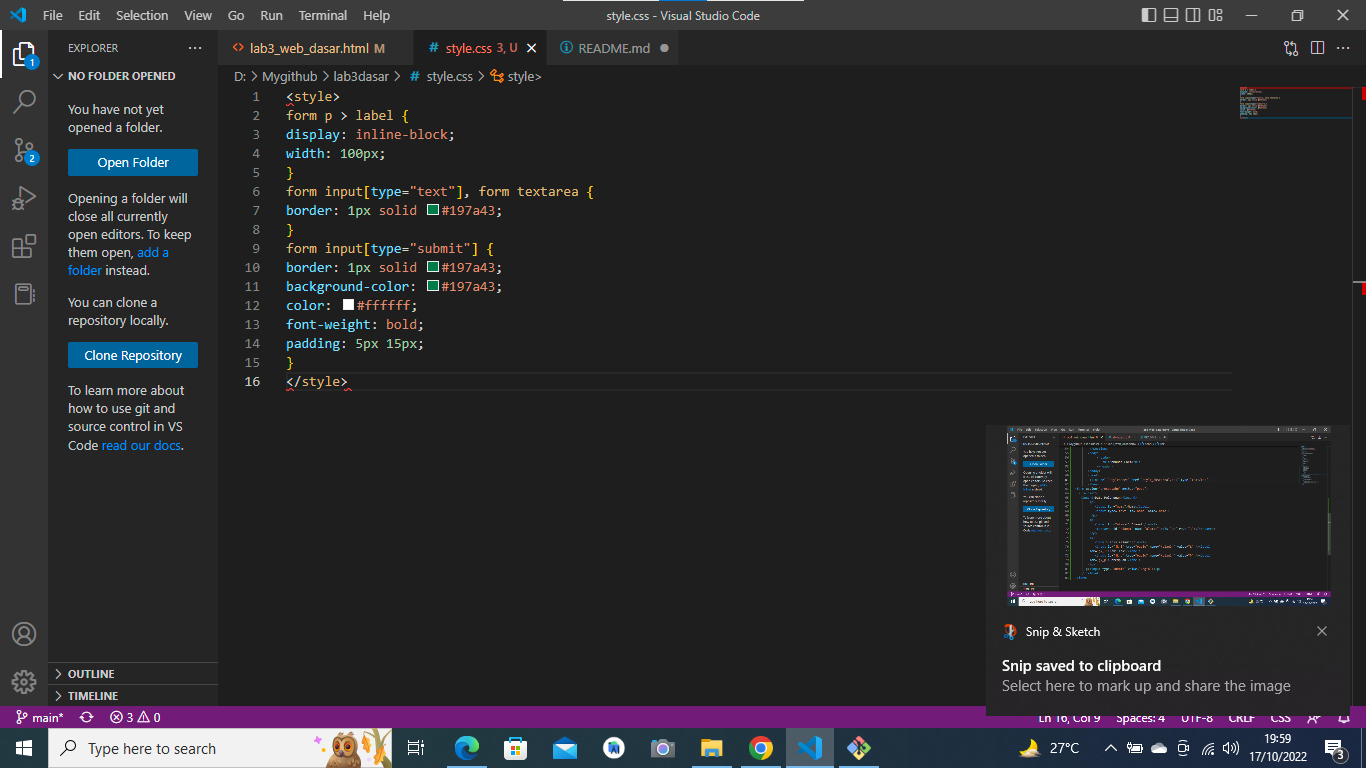 File Edit Selection View Go Run Terminal Help
style.css - Visual Studio Code
EXPLORER
lab3_web_dasar.html M
style.css 3, U
README.md
NO FOLDER OPENED
D: > Mygithub > lab3dasar > # style.css > style>
You have not yet
opened a folder.
Open Folder
Opening a folder will
close all currently
open editors. To keep
them open, add a
folder instead.
You can clone a
repository locally.
Clone Repository
To learn more about
how to use git and
source control in VS
Code read our docs.
OUTLINE
TIMELINE
1 <style>
2 form p > label {
3 display: inline-block;
4 width: 100px;
5 }
6 form input[type="text"], form textarea {
7 border: 1px solid #197a43;
8 }
9 form input[type="submit"] {
10 border: 1px solid #197a43;
11 background-color: #197a43;
12 color: #ffffff;
13 font-weight: bold;
14 padding: 5px 15px;
15 }
16 </style>
Snip & Sketch
Snip saved to clipboard
Select here to mark up and share the image
1
2
main* 3 0
Ln 16, Col 9 Spaces: 4 UTF-8 CRLF CSS
Type here to search
27°C
19:59
17/10/2022
3